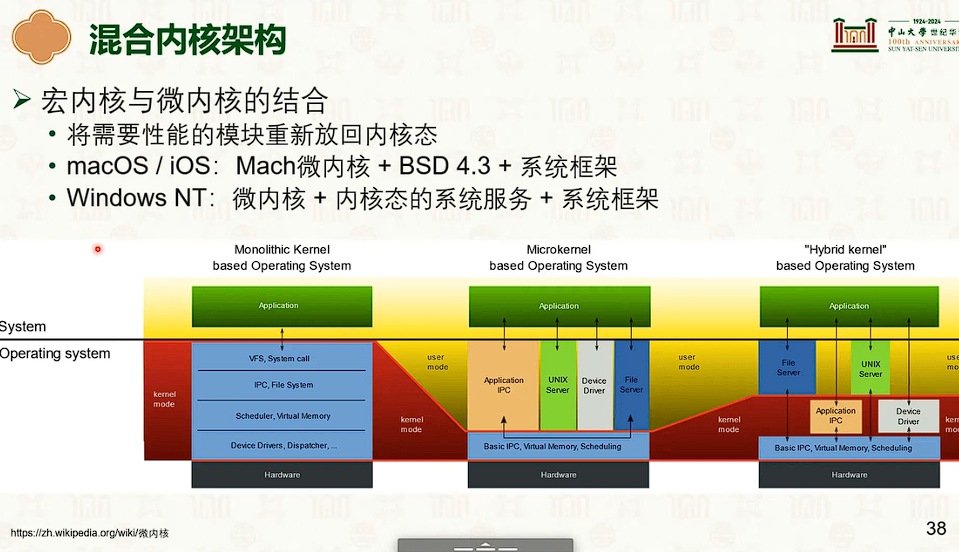 混合内核架构
1924-2024
中山大学 世纪华
100th ANNIVERSAR
SUN YAT-SEN UNIVERSI
宏内核与微内核的结合
• 将需要性能的模块重新放回内核态
• macOS / iOS：Mach微内核 + BSD 4.3 + 系统框架
• Windows NT：微内核 + 内核态的系统服务 + 系统框架
Monolithic Kernel
based Operating System
Microkernel
based Operating System
"Hybrid kernel"
based Operating System
Application
Application
Application
System
Operating system
VFS, System call
IPC, File System
Scheduler, Virtual Memory
Device Drivers, Dispatcher, ...
Hardware
kernel
mode
user
mode
kernel
mode
Application
IPC
UNIX
Server
Device
Driver
File
Server
Basic IPC, Virtual Memory, Scheduling
Hardware
user
mode
kernel
mode
File
Server
UNIX
Server
Application
IPC
Device
Driver
Basic IPC, Virtual Memory, Scheduling
Hardware
use
mo
kern
mo
https://zh.wikipedia.org/wiki/微内核
38